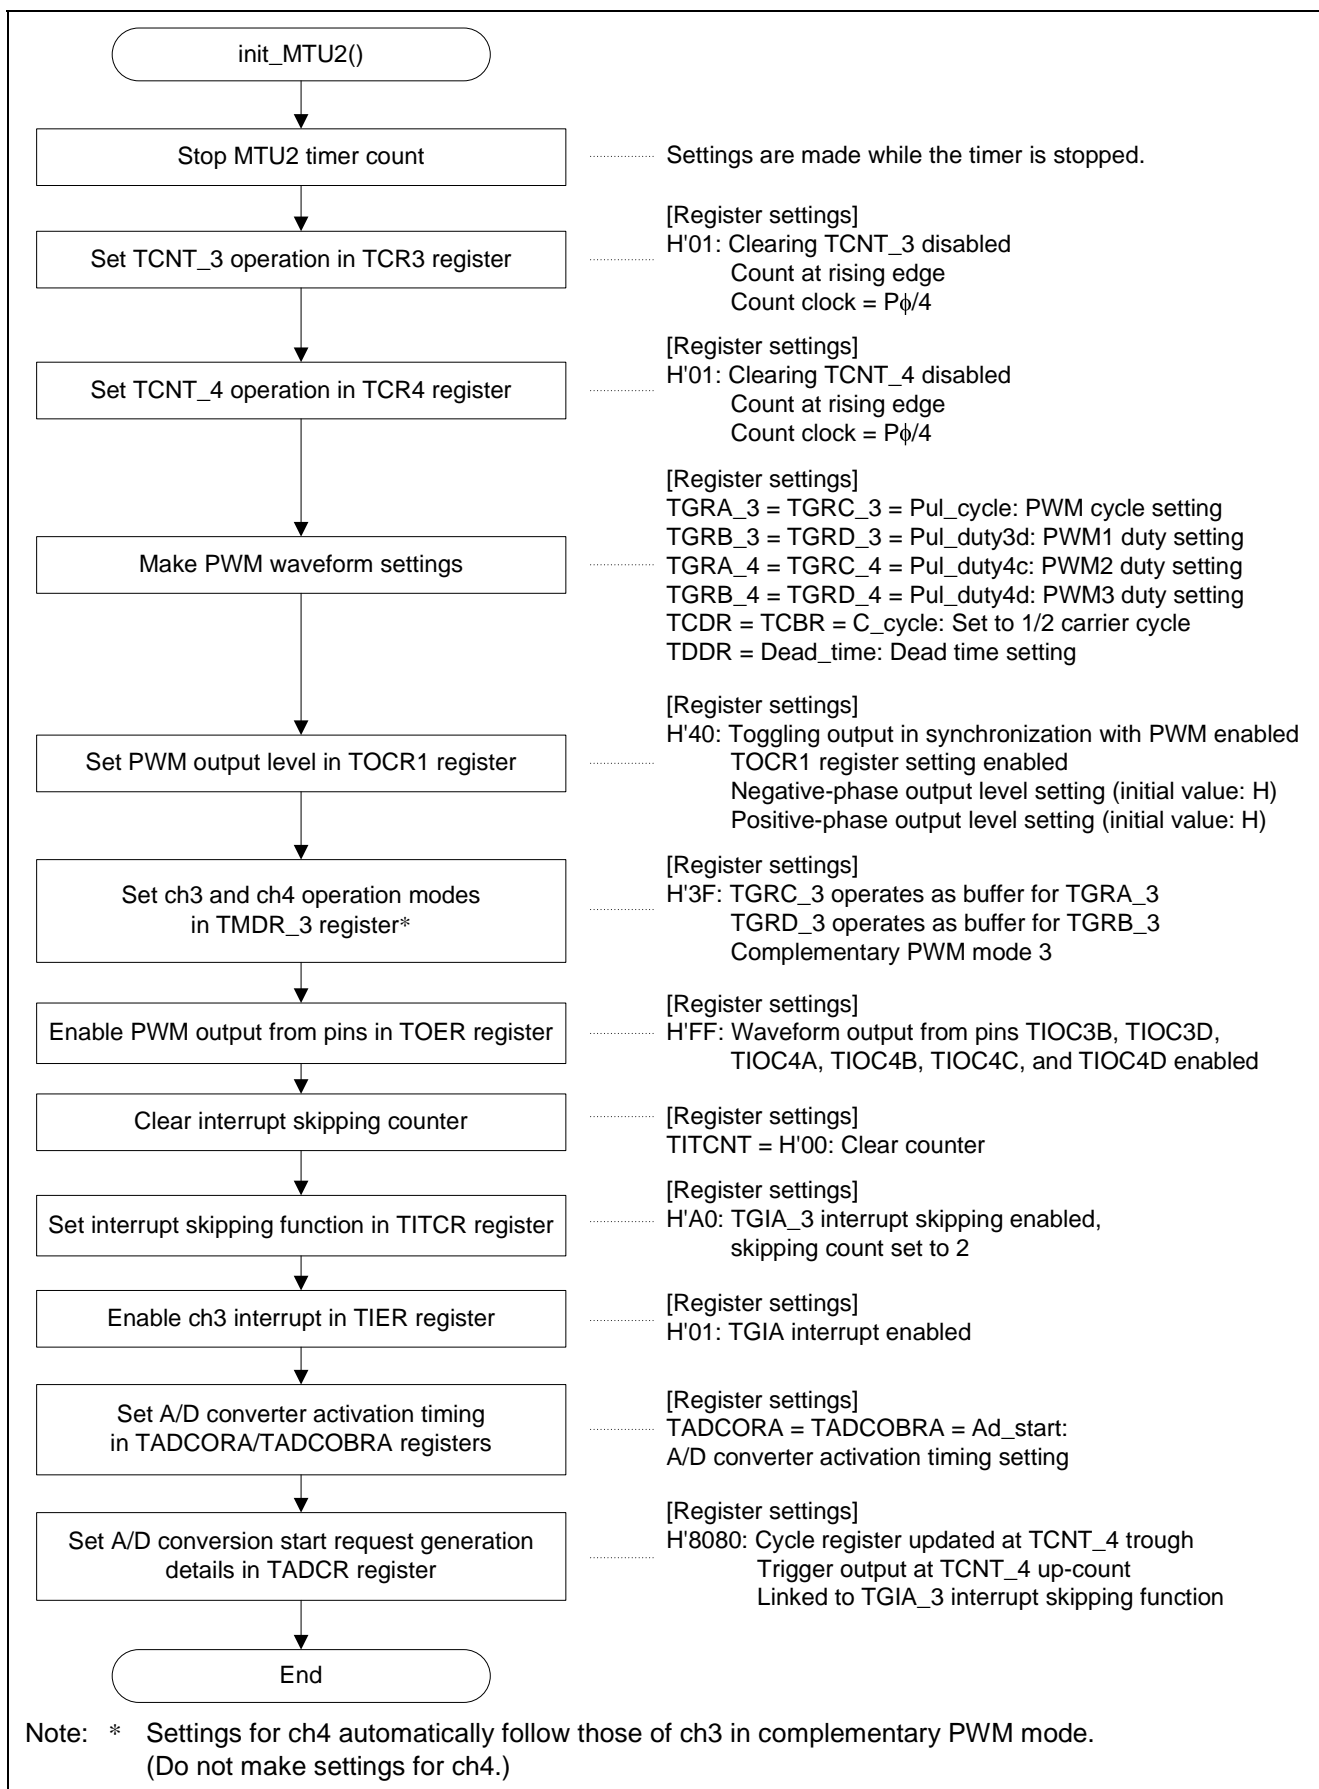 init_MTU2()
Stop MTU2 timer count
Settings are made while the timer is stopped.
Set TCNT_3 operation in TCR3 register
[Register settings]
H'01: Clearing TCNT_3 disabled
Count at rising edge
Count clock = Pϕ/4
Set TCNT_4 operation in TCR4 register
[Register settings]
H'01: Clearing TCNT_4 disabled
Count at rising edge
Count clock = Pϕ/4
Make PWM waveform settings
[Register settings]
TGRA_3 = TGRC_3 = Pul_cycle: PWM cycle setting
TGRB_3 = TGRD_3 = Pul_duty3d: PWM1 duty setting
TGRA_4 = TGRC_4 = Pul_duty4c: PWM2 duty setting
TGRB_4 = TGRD_4 = Pul_duty4d: PWM3 duty setting
TCDR = TCBR = C_cycle: Set to 1/2 carrier cycle
TDDR = Dead_time: Dead time setting
Set PWM output level in TOCR1 register
[Register settings]
H'40: Toggling output in synchronization with PWM enabled
TOCR1 register setting enabled
Negative-phase output level setting (initial value: H)
Positive-phase output level setting (initial value: H)
Set ch3 and ch4 operation modes
in TMDR_3 register*
[Register settings]
H'3F: TGRC_3 operates as buffer for TGRA_3
TGRD_3 operates as buffer for TGRB_3
Complementary PWM mode 3
Enable PWM output from pins in TOER register
[Register settings]
H'FF: Waveform output from pins TIOC3B, TIOC3D,
TIOC4A, TIOC4B, TIOC4C, and TIOC4D enabled
Clear interrupt skipping counter
[Register settings]
TITCNT = H'00: Clear counter
Set interrupt skipping function in TITCR register
[Register settings]
H'A0: TGIA_3 interrupt skipping enabled,
skipping count set to 2
Enable ch3 interrupt in TIER register
[Register settings]
H'01: TGIA interrupt enabled
Set A/D converter activation timing
in TADCORA/TADCOBRA registers
[Register settings]
TADCORA = TADCOBRA = Ad_start:
A/D converter activation timing setting
Set A/D conversion start request generation
details in TADCR register
[Register settings]
H'8080: Cycle register updated at TCNT_4 trough
Trigger output at TCNT_4 up-count
Linked to TGIA_3 interrupt skipping function
End
Note: * Settings for ch4 automatically follow those of ch3 in complementary PWM mode.
(Do not make settings for ch4.)